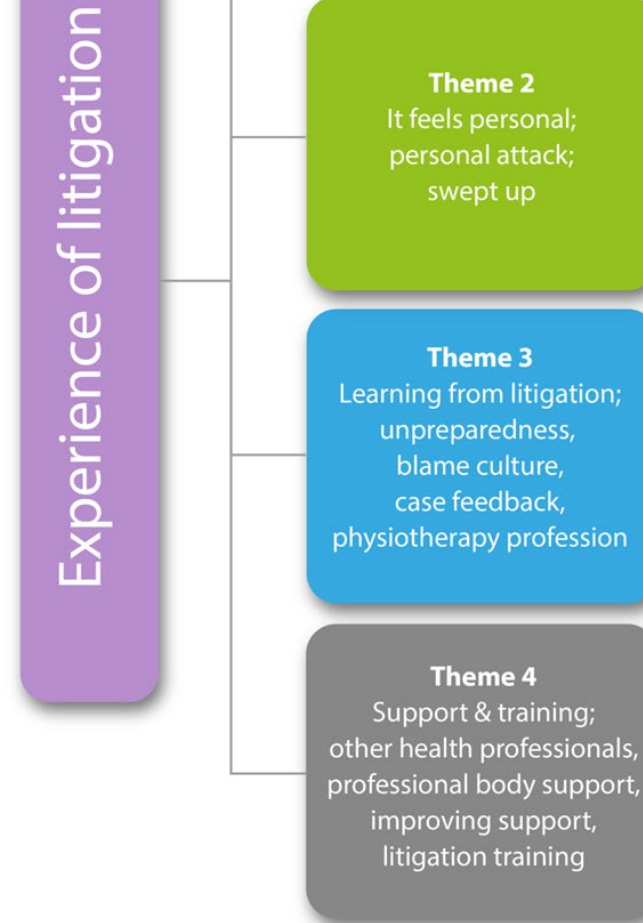 Experience of litigation
Theme 2
It feels personal;
personal attack;
swept up
Theme 3
Learning from litigation;
unpreparedness,
blame culture,
case feedback,
physiotherapy profession
Theme 4
Support & training;
other health professionals,
professional body support,
improving support,
litigation training